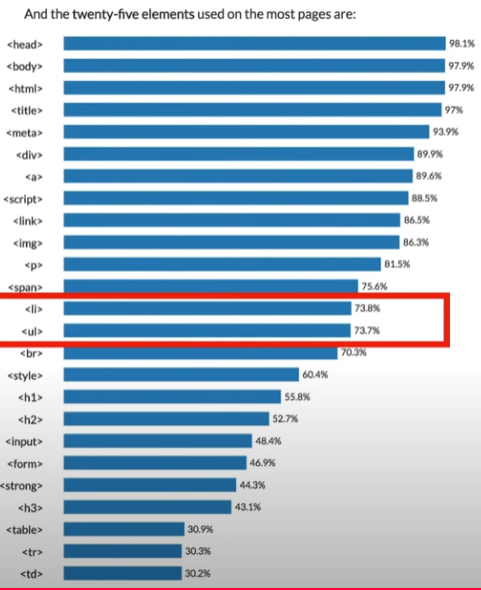 And the twenty-five elements used on the most pages are:
<head> 98.1%
<body> 97.9%
<html> 97.9%
<title> 97%
<meta> 93.9%
<div> 89.9%
<a> 89.6%
<script> 88.5%
<link> 86.5%
<img> 86.3%
<p> 81.5%
<span> 75.6%
<li> 73.8%
<ul> 73.7%
<br> 70.3%
<style> 60.4%
<h1> 55.8%
<h2> 52.7%
<input> 48.4%
<form> 46.9%
<strong> 44.3%
<h3> 43.1%
<table> 30.9%
<tr> 30.3%
<td> 30.2%